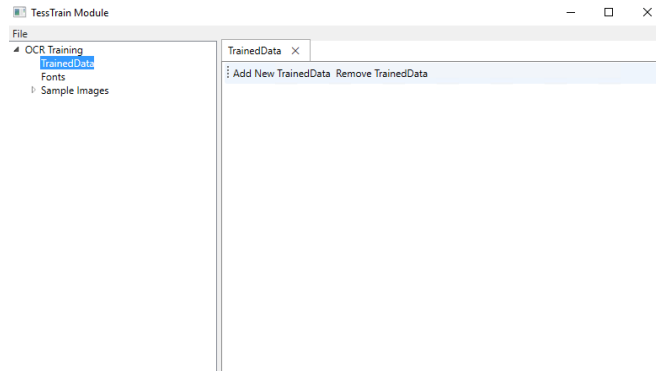 TessTrain Module
File
OCR Training
TrainedData
Fonts
Sample Images
TrainedData
Add New TrainedData Remove TrainedData